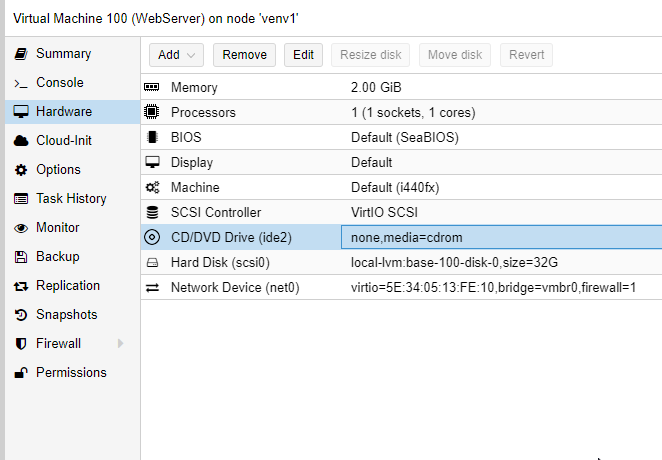 Virtual Machine 100 (WebServer) on node 'venv1'
Summary
Console
Hardware
Cloud-Init
Options
Task History
Monitor
Backup
Replication
Snapshots
Firewall
Permissions
Add Remove Edit Resize disk Move disk Revert
Memory 2.00 GiB
Processors 1 (1 sockets, 1 cores)
BIOS Default (SeaBIOS)
Display Default
Machine Default (i440fx)
SCSI Controller VirtIO SCSI
CD/DVD Drive (ide2) none,media=cdrom
Hard Disk (scsi0) local-lvm:base-100-disk-0,size=32G
Network Device (net0) virtio=5E:34:05:13:FE:10,bridge=vmbr0,firewall=1